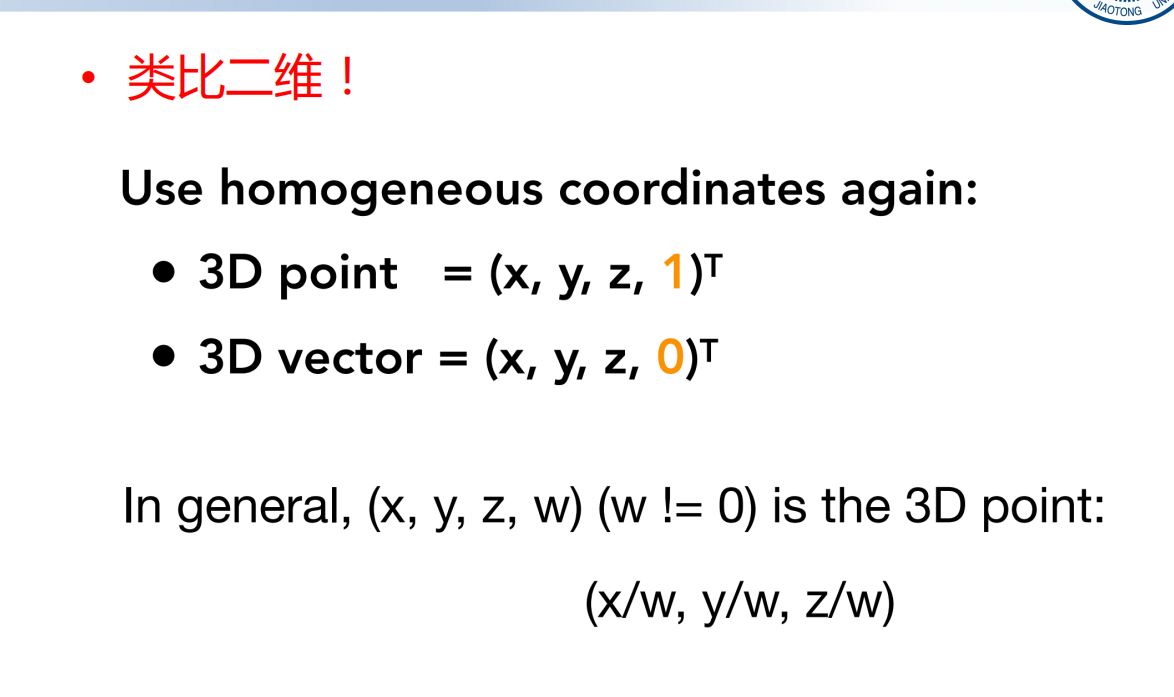 JIAOTONG UNI
• 类比二维！
Use homogeneous coordinates again:
• 3D point = (x, y, z, 1)ᵀ
• 3D vector = (x, y, z, 0)ᵀ
In general, (x, y, z, w) (w != 0) is the 3D point:
(x/w, y/w, z/w)